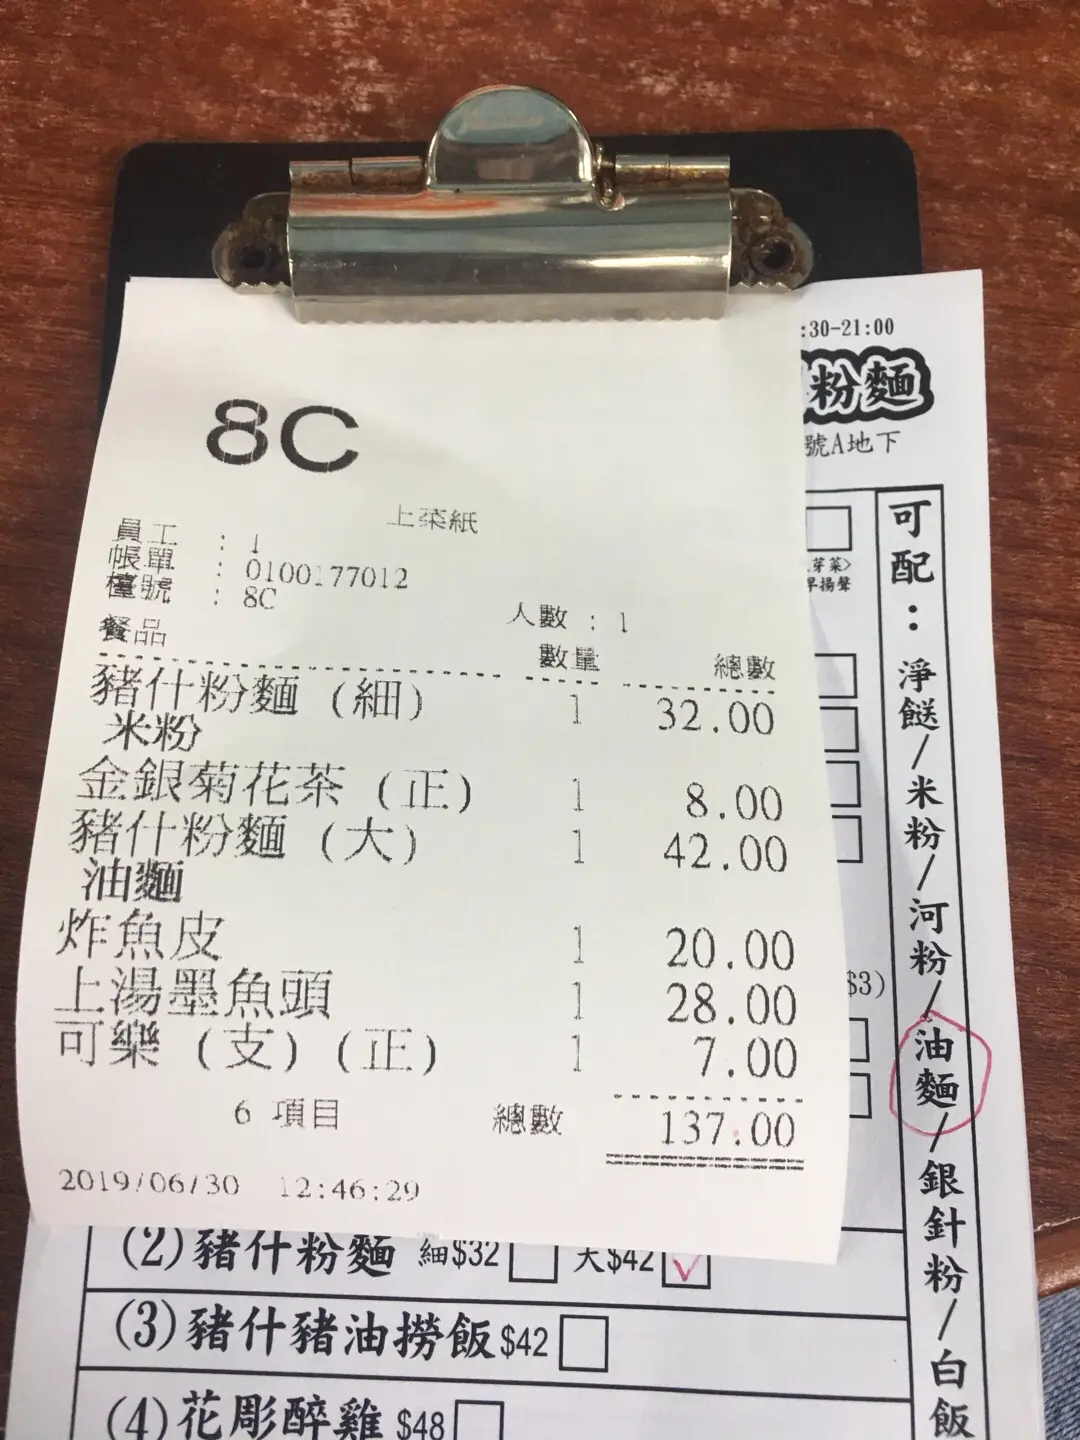 :30-21:00
粉麵
號A地下
8C
上菜紙
員工 : 1
帳單 : 0100177012
檯號 : 8C
人數 : 1
餐品 數量 總數
豬什粉麵 (細) 1 32.00
米粉
金銀菊花茶 (正) 1 8.00
豬什粉麵 (大) 1 42.00
油麵
炸魚皮 1 20.00
上湯墨魚頭 1 28.00
可樂 (支) (正) 1 7.00
6 項目 總數 137.00
2019/06/30 12:46:29
芽菜>
早揚聲
$3)
可配：淨餸/米粉/河粉/油麵/銀針粉/白飯
(2)豬什粉麵 細$32 大$42
(3)豬什豬油撈飯$42
(4)花彫醉雞 $48